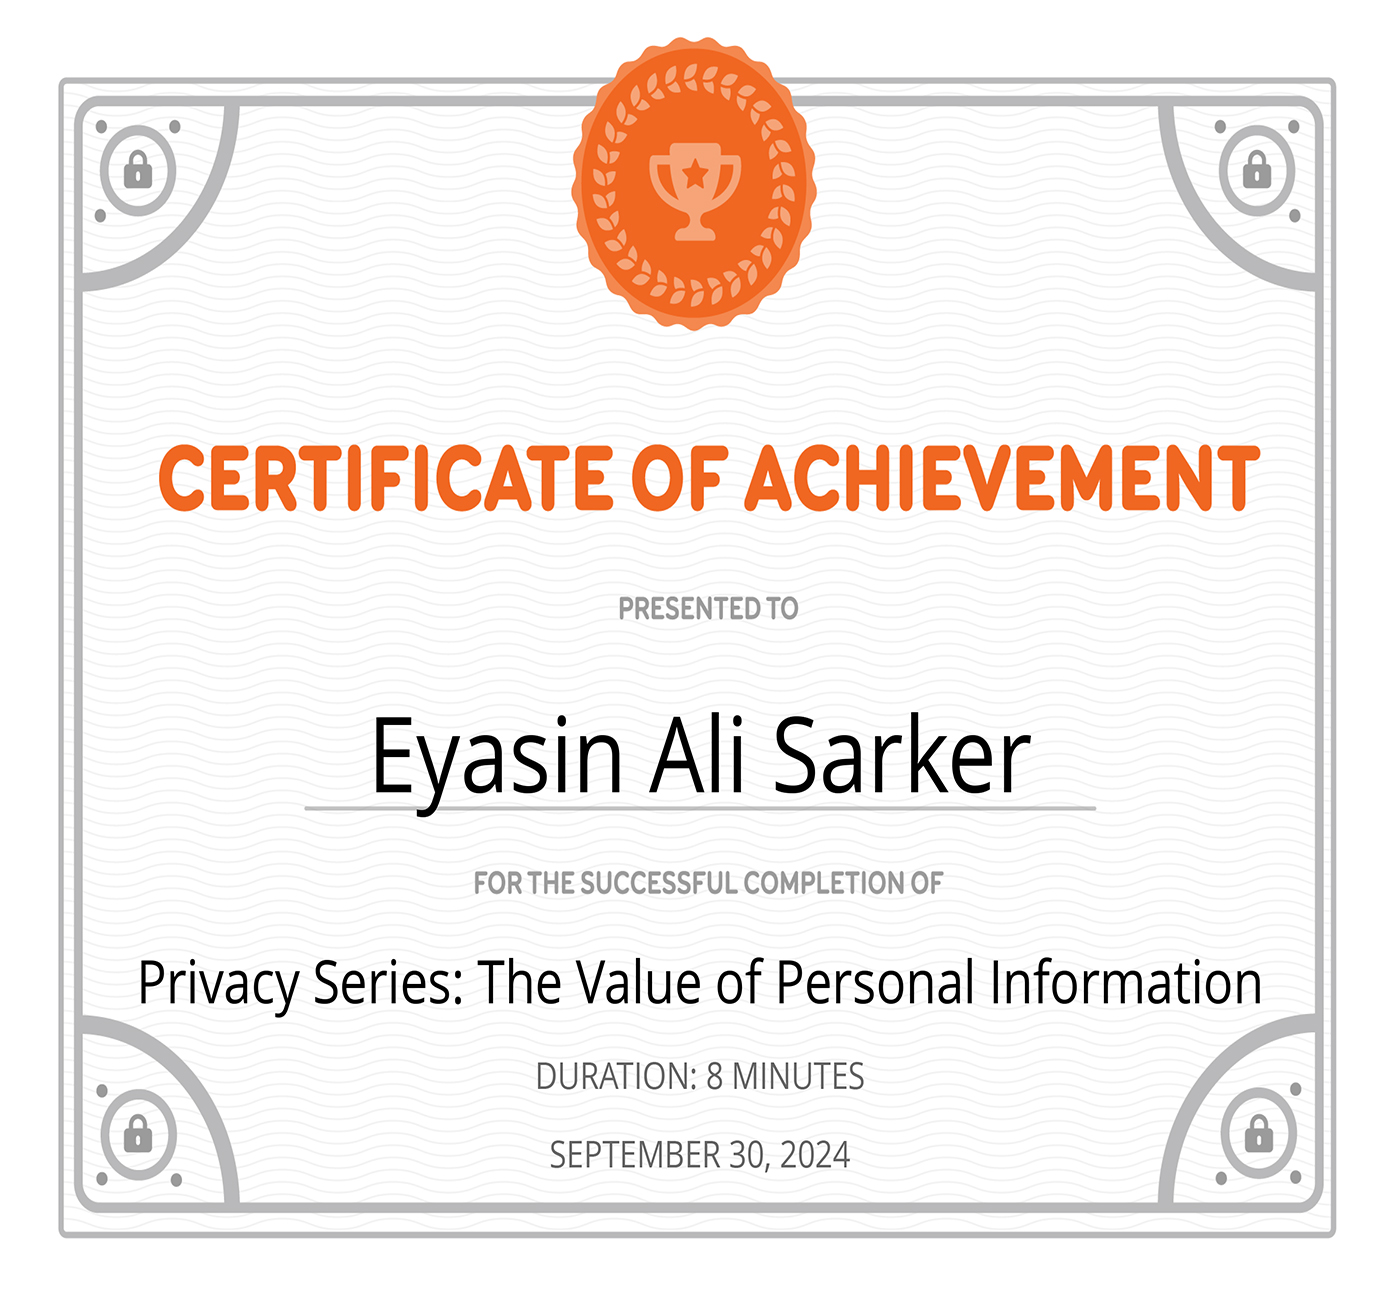 CERTIFICATE OF ACHIEVEMENT
PRESENTED TO
Eyasin Ali Sarker
FOR THE SUCCESSFUL COMPLETION OF
Privacy Series: The Value of Personal Information
DURATION: 8 MINUTES
SEPTEMBER 30, 2024